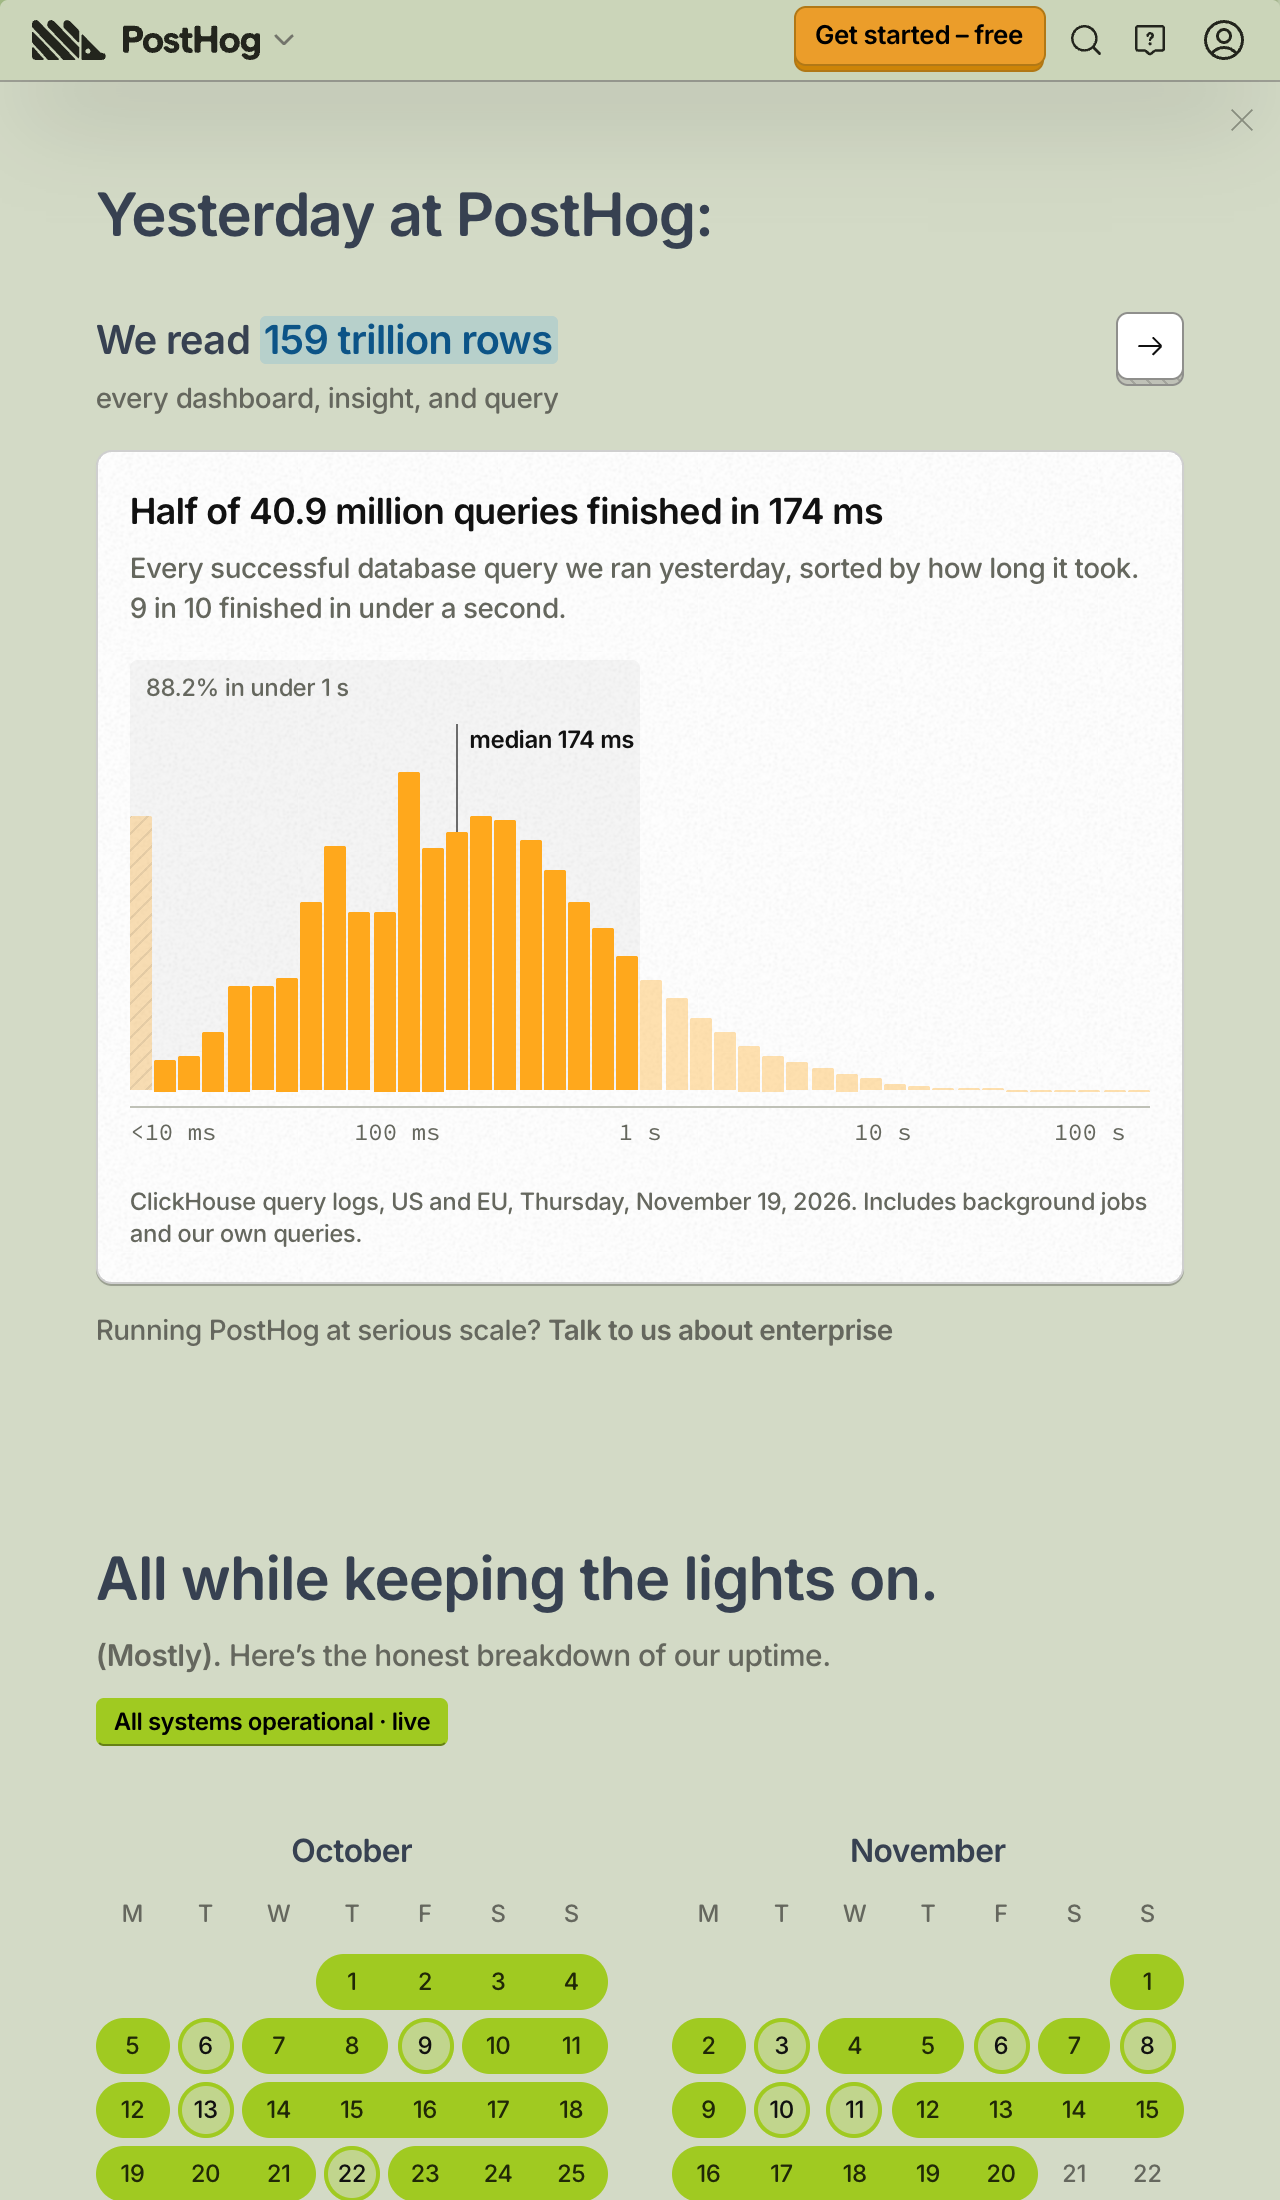 PostHog
Get started – free
Yesterday at PostHog:
We read 159 trillion rows
every dashboard, insight, and query
Half of 40.9 million queries finished in 174 ms
Every successful database query we ran yesterday, sorted by how long it took.
9 in 10 finished in under a second.
88.2% in under 1 s
median 174 ms
<10 ms 100 ms 1 s 10 s 100 s
ClickHouse query logs, US and EU, Thursday, November 19, 2026. Includes background jobs
and our own queries.
Running PostHog at serious scale? Talk to us about enterprise
All while keeping the lights on.
(Mostly). Here’s the honest breakdown of our uptime.
All systems operational · live
October
M T W T F S S
1 2 3 4
5 6 7 8 9 10 11
12 13 14 15 16 17 18
19 20 21 22 23 24 25
November
M T W T F S S
1
2 3 4 5 6 7 8
9 10 11 12 13 14 15
16 17 18 19 20 21 22